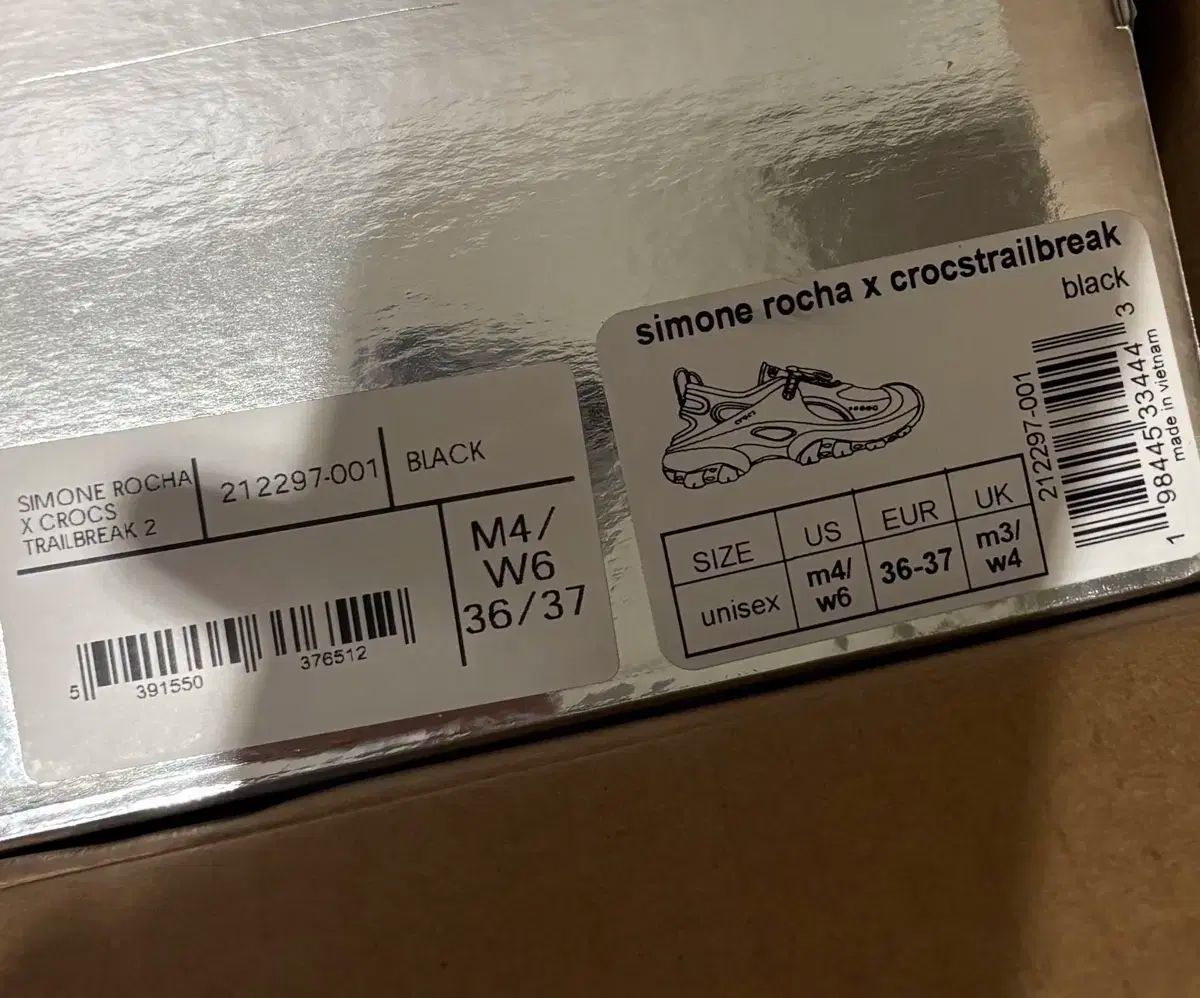 SIMONE ROCHA
X CROCS
TRAILBREAK 2
212297-001
BLACK
M4/
W6
36/37
5 391550 376512
simone rocha x crocstrailbreak
black
SIZE US EUR UK
unisex m4/w6 36-37 m3/w4
212297-001
1 98445 33444 3
made in vietnam